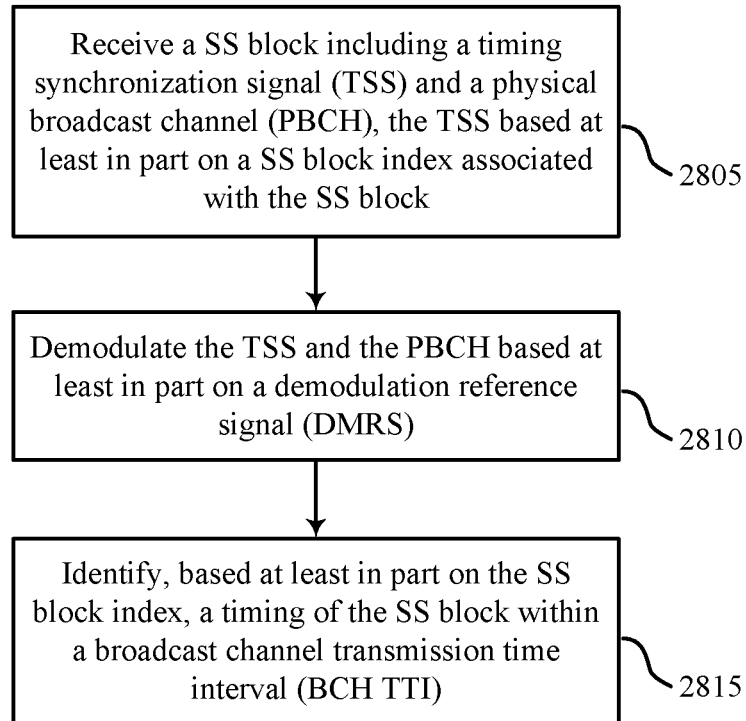 Receive a SS block including a timing
synchronization signal (TSS) and a physical
broadcast channel (PBCH), the TSS based at
least in part on a SS block index associated
with the SS block
2805
Demodulate the TSS and the PBCH based at
least in part on a demodulation reference
signal (DMRS)
2810
Identify, based at least in part on the SS
block index, a timing of the SS block within
a broadcast channel transmission time
interval (BCH TTI)
2815